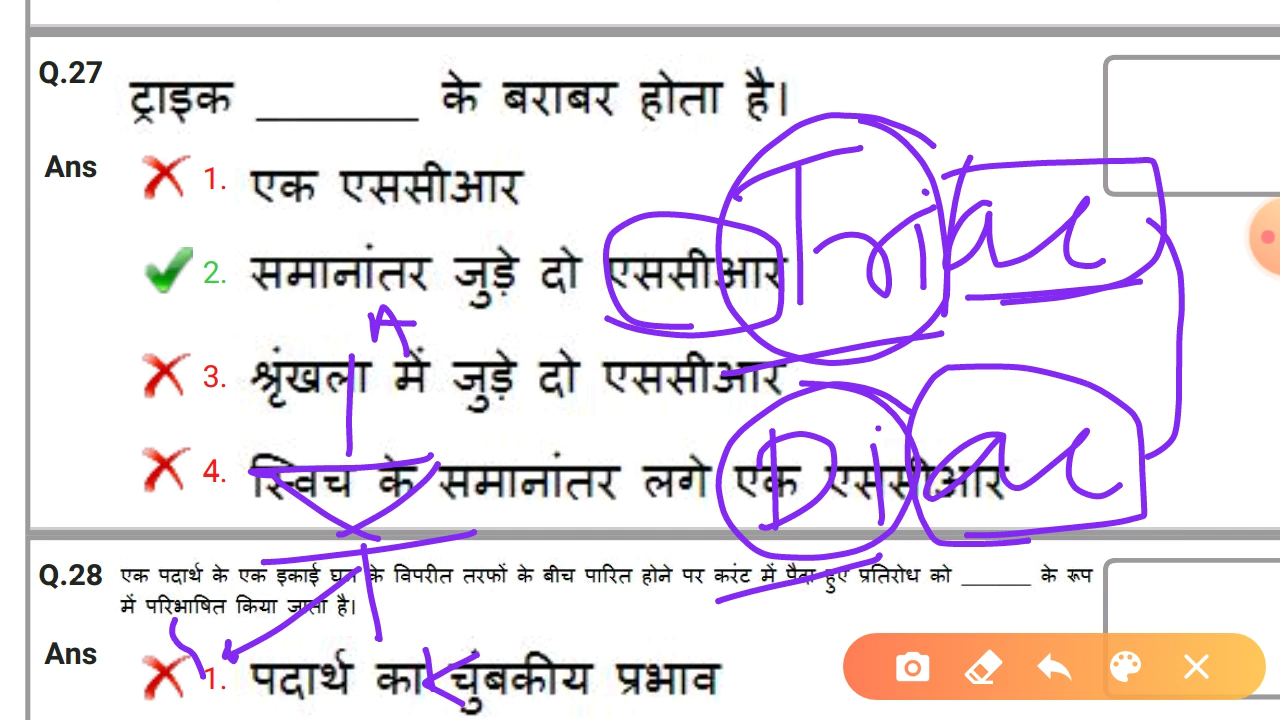 Q.27 ट्राइक ________ के बराबर होता है।
Ans 1. एक एससीआर
2. समानांतर जुड़े दो एससीआर
3. श्रृंखला में जुड़े दो एससीआर
4. स्विच के समानांतर लगे एक एससीआर
Triac
Diac
Q.28 एक पदार्थ के एक इकाई घन के विपरीत तरफों के बीच पारित होने पर करंट में पैदा हुए प्रतिरोध को ________ के रूप
में परिभाषित किया जाता है।
Ans 1. पदार्थ का चुंबकीय प्रभाव
A
K